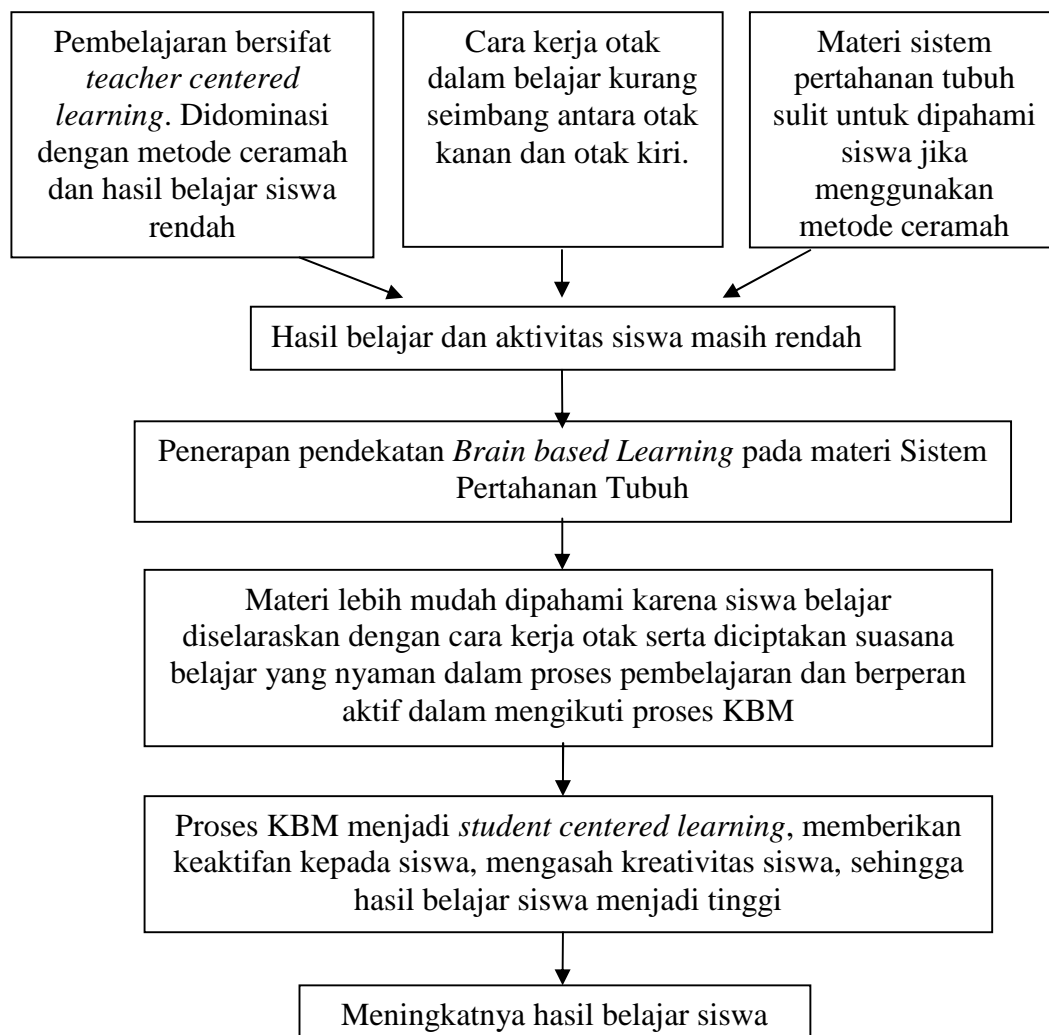 Pembelajaran bersifat
teacher centered
learning. Didominasi
dengan metode ceramah
dan hasil belajar siswa
rendah
Cara kerja otak
dalam belajar kurang
seimbang antara otak
kanan dan otak kiri.
Materi sistem
pertahanan tubuh
sulit untuk dipahami
siswa jika
menggunakan
metode ceramah
Hasil belajar dan aktivitas siswa masih rendah
Penerapan pendekatan Brain based Learning pada materi Sistem
Pertahanan Tubuh
Materi lebih mudah dipahami karena siswa belajar
diselaraskan dengan cara kerja otak serta diciptakan suasana
belajar yang nyaman dalam proses pembelajaran dan berperan
aktif dalam mengikuti proses KBM
Proses KBM menjadi student centered learning, memberikan
keaktifan kepada siswa, mengasah kreativitas siswa, sehingga
hasil belajar siswa menjadi tinggi
Meningkatnya hasil belajar siswa